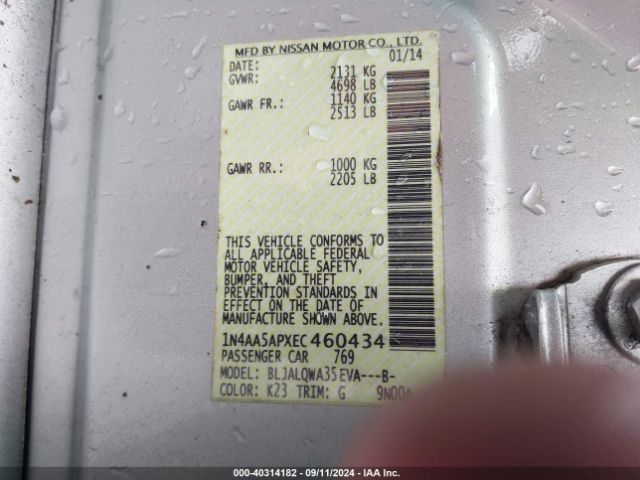 MFD BY NISSAN MOTOR CO., LTD.
DATE: 01/14
GVWR: 2131 KG
4698 LB
GAWR FR.: 1140 KG
2513 LB
GAWR RR.: 1000 KG
2205 LB
THIS VEHICLE CONFORMS TO
ALL APPLICABLE FEDERAL
MOTOR VEHICLE SAFETY,
BUMPER, AND THEFT
PREVENTION STANDARDS IN
EFFECT ON THE DATE OF
MANUFACTURE SHOWN ABOVE.
1N4AA5APXEC460434
PASSENGER CAR 769
MODEL: BLJALQWA35EVA---B-
COLOR: K23 TRIM: G
000-40314182 - 09/11/2024 - IAA Inc.